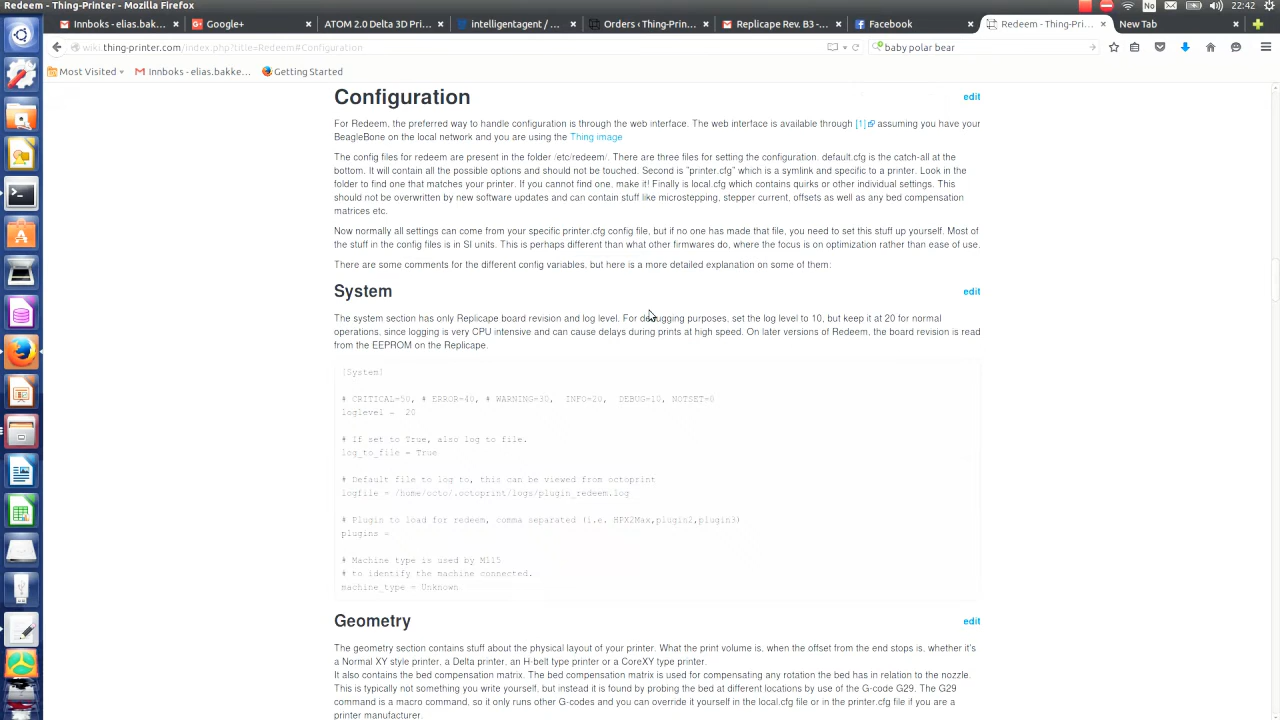 Redeem - Thing-Printer - Mozilla Firefox
No
22:42
Innboks - elias.bak...
Google+
ATOM 2.0 Delta 3D Pri...
intelligentagent / ...
Orders ‹ Thing-Prin...
Replicape Rev. B3 -...
Facebook
Redeem - Thing-Pri...
New Tab
wiki.thing-printer.com/index.php?title=Redeem#Configuration
baby polar bear
Most Visited
Innboks - elias.bakke...
Getting Started
Configuration
edit
For Redeem, the preferred way to handle configuration is through the web interface. The web interface is available through [1] assuming you have your
BeagleBone on the local network and you are using the Thing image
The config files for redeem are present in the folder /etc/redeem/. There are three files for setting the configuration. default.cfg is the catch-all at the
bottom. It will contain all the possible options and should not be touched. Second is "printer.cfg" which is a symlink and specific to a printer. Look in the
folder to find one that matches your printer. If you cannot find one, make it! Finally is local.cfg which contains quirks or other individual settings. This
should not be overwritten by new software updates and can contain stuff like microstepping, stepper current, offsets as well as any bed compensation
matrices etc.
Now normally all settings can come from your specific printer.cfg config file, but if no one has made that file, you need to set this stuff up yourself. Most of
the stuff in the config files is in SI units. This is perhaps different than what other firmwares do, where the focus is on optimization rather than ease of use.
There are some comments for the different config variables, but here is a more detailed explanation on some of them:
System
edit
The system section has only Replicape board revision and log level. For debugging purposes, set the log level to 10, but keep it at 20 for normal
operations, since logging is very CPU intensive and can cause delays during prints at high speed. On later versions of Redeem, the board revision is read
from the EEPROM on the Replicape.
[System]
# CRITICAL=50, # ERROR=40, # WARNING=30,  INFO=20,  DEBUG=10, NOTSET=0
loglevel =  20
# If set to True, also log to file.
log_to_file = True
# Default file to log to, this can be viewed from octoprint
logfile = /home/octo/.octoprint/logs/plugin_redeem.log
# Plugin to load for redeem, comma separated (i.e. HPX2Max,plugin2,plugin3)
plugins =
# Machine type is used by M115
# to identify the machine connected.
machine_type = Unknown
Geometry
edit
The geometry section contains stuff about the physical layout of your printer. What the print volume is, when the offset from the end stops is, whether it's
a Normal XY style printer, a Delta printer, an H-belt type printer or a CoreXY type printer.
It also contains the bed compensation matrix. The bed compensation matrix is used for compensating any rotation the bed has in relation to the nozzle.
This is typically not something you write yourself, but instead it is found by probing the bed at different locations by use of the G-code G29. The G29
command is a macro command, so it only runs other G-codes and you can override it yourself in the local.cfg file or in the printer.cfg file if you are a
printer manufacturer.